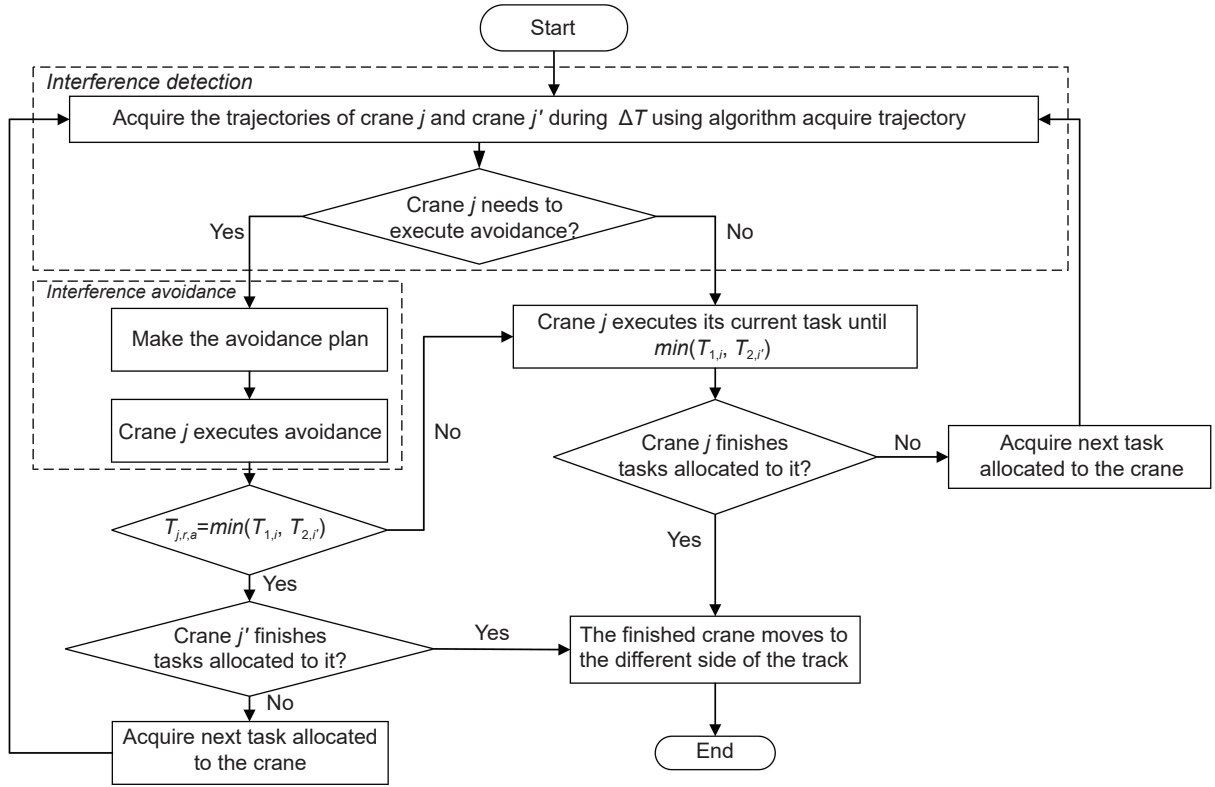 Start
Interference detection
Acquire the trajectories of crane j and crane j′ during ΔT using algorithm acquire trajectory
Crane j needs to
execute avoidance?
Yes
No
Interference avoidance
Make the avoidance plan
Crane j executes its current task until
min(T1,i, T2,i′)
Crane j executes avoidance
No
Crane j finishes
tasks allocated to it?
No
Acquire next task
allocated to the crane
Tj,r,a=min(T1,i, T2,i′)
Yes
Yes
Crane j′ finishes
tasks allocated to it?
Yes
The finished crane moves to
the different side of the track
No
Acquire next task allocated
to the crane
End